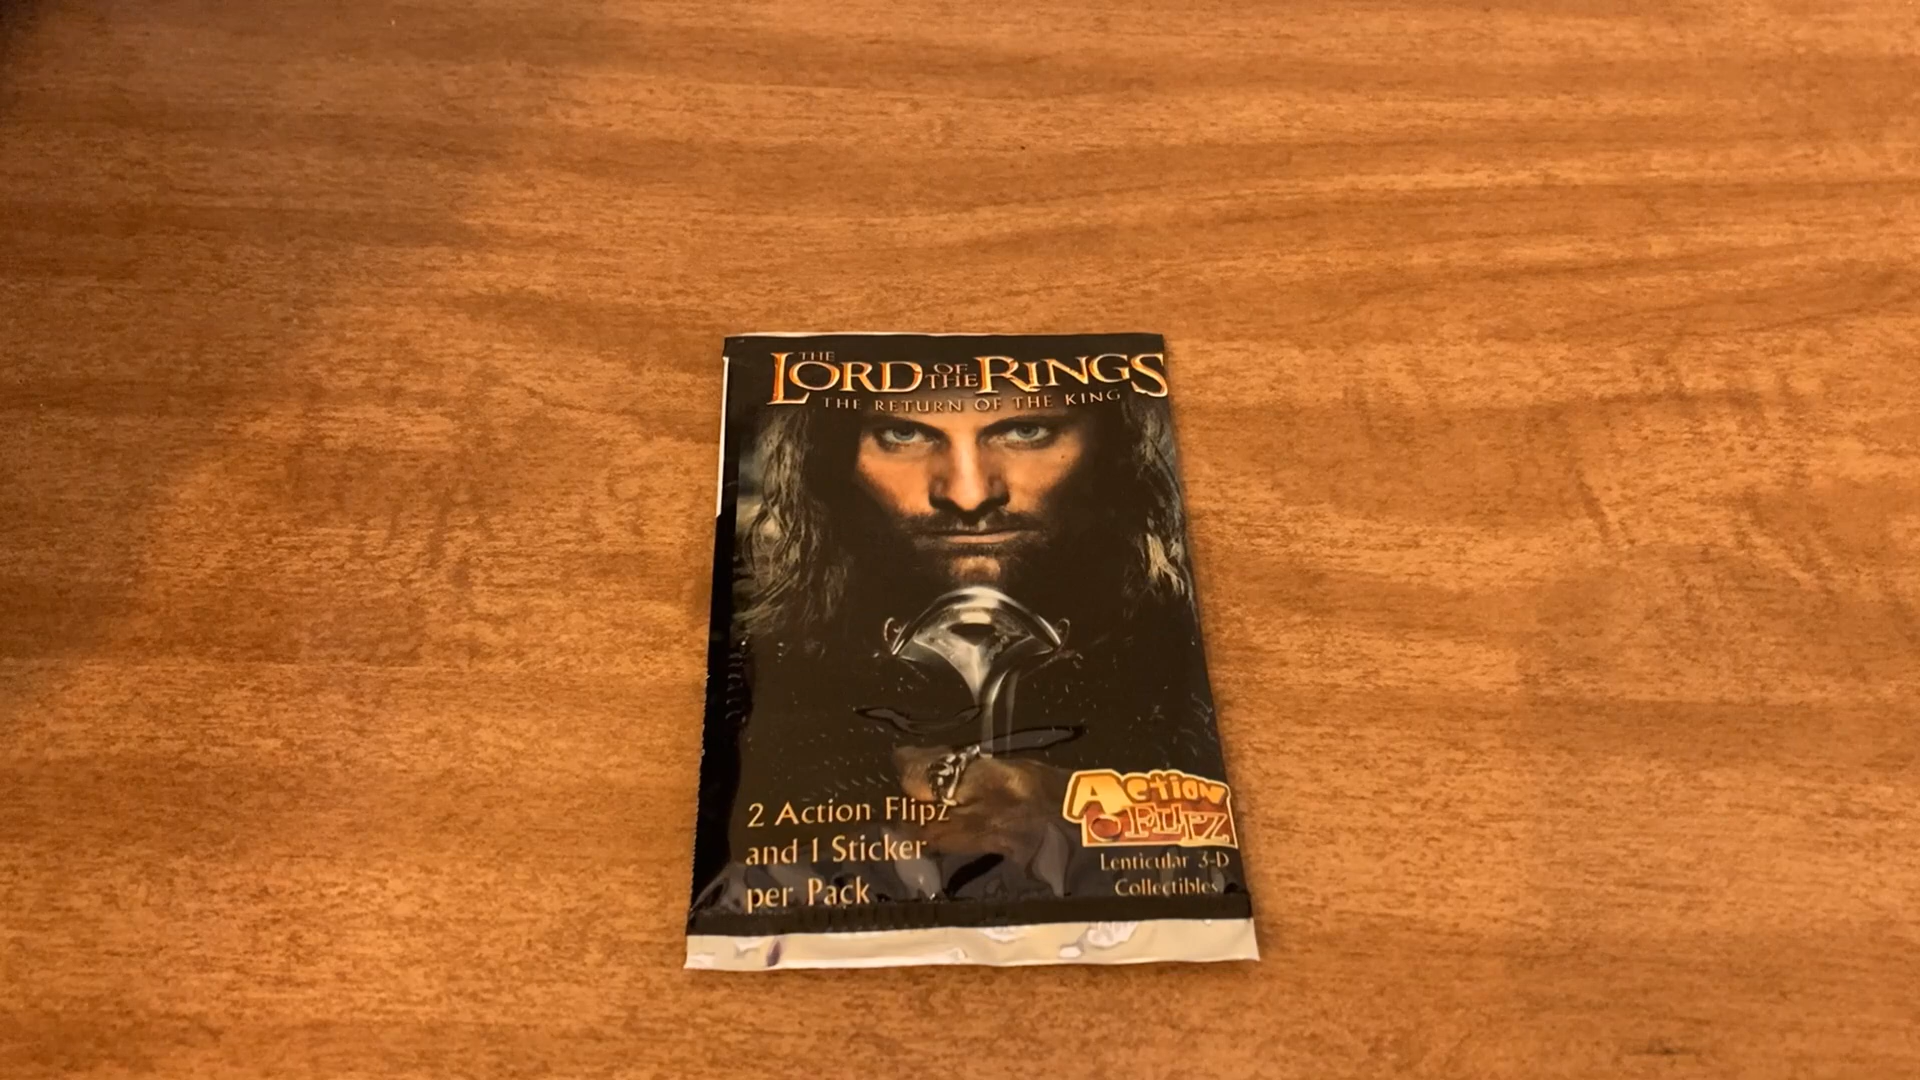 THE
LORD OF THE RINGS
THE RETURN OF THE KING
2 Action Flipz
and 1 Sticker
per Pack
ACTION
FLIPZ
Lenticular 3-D
Collectibles